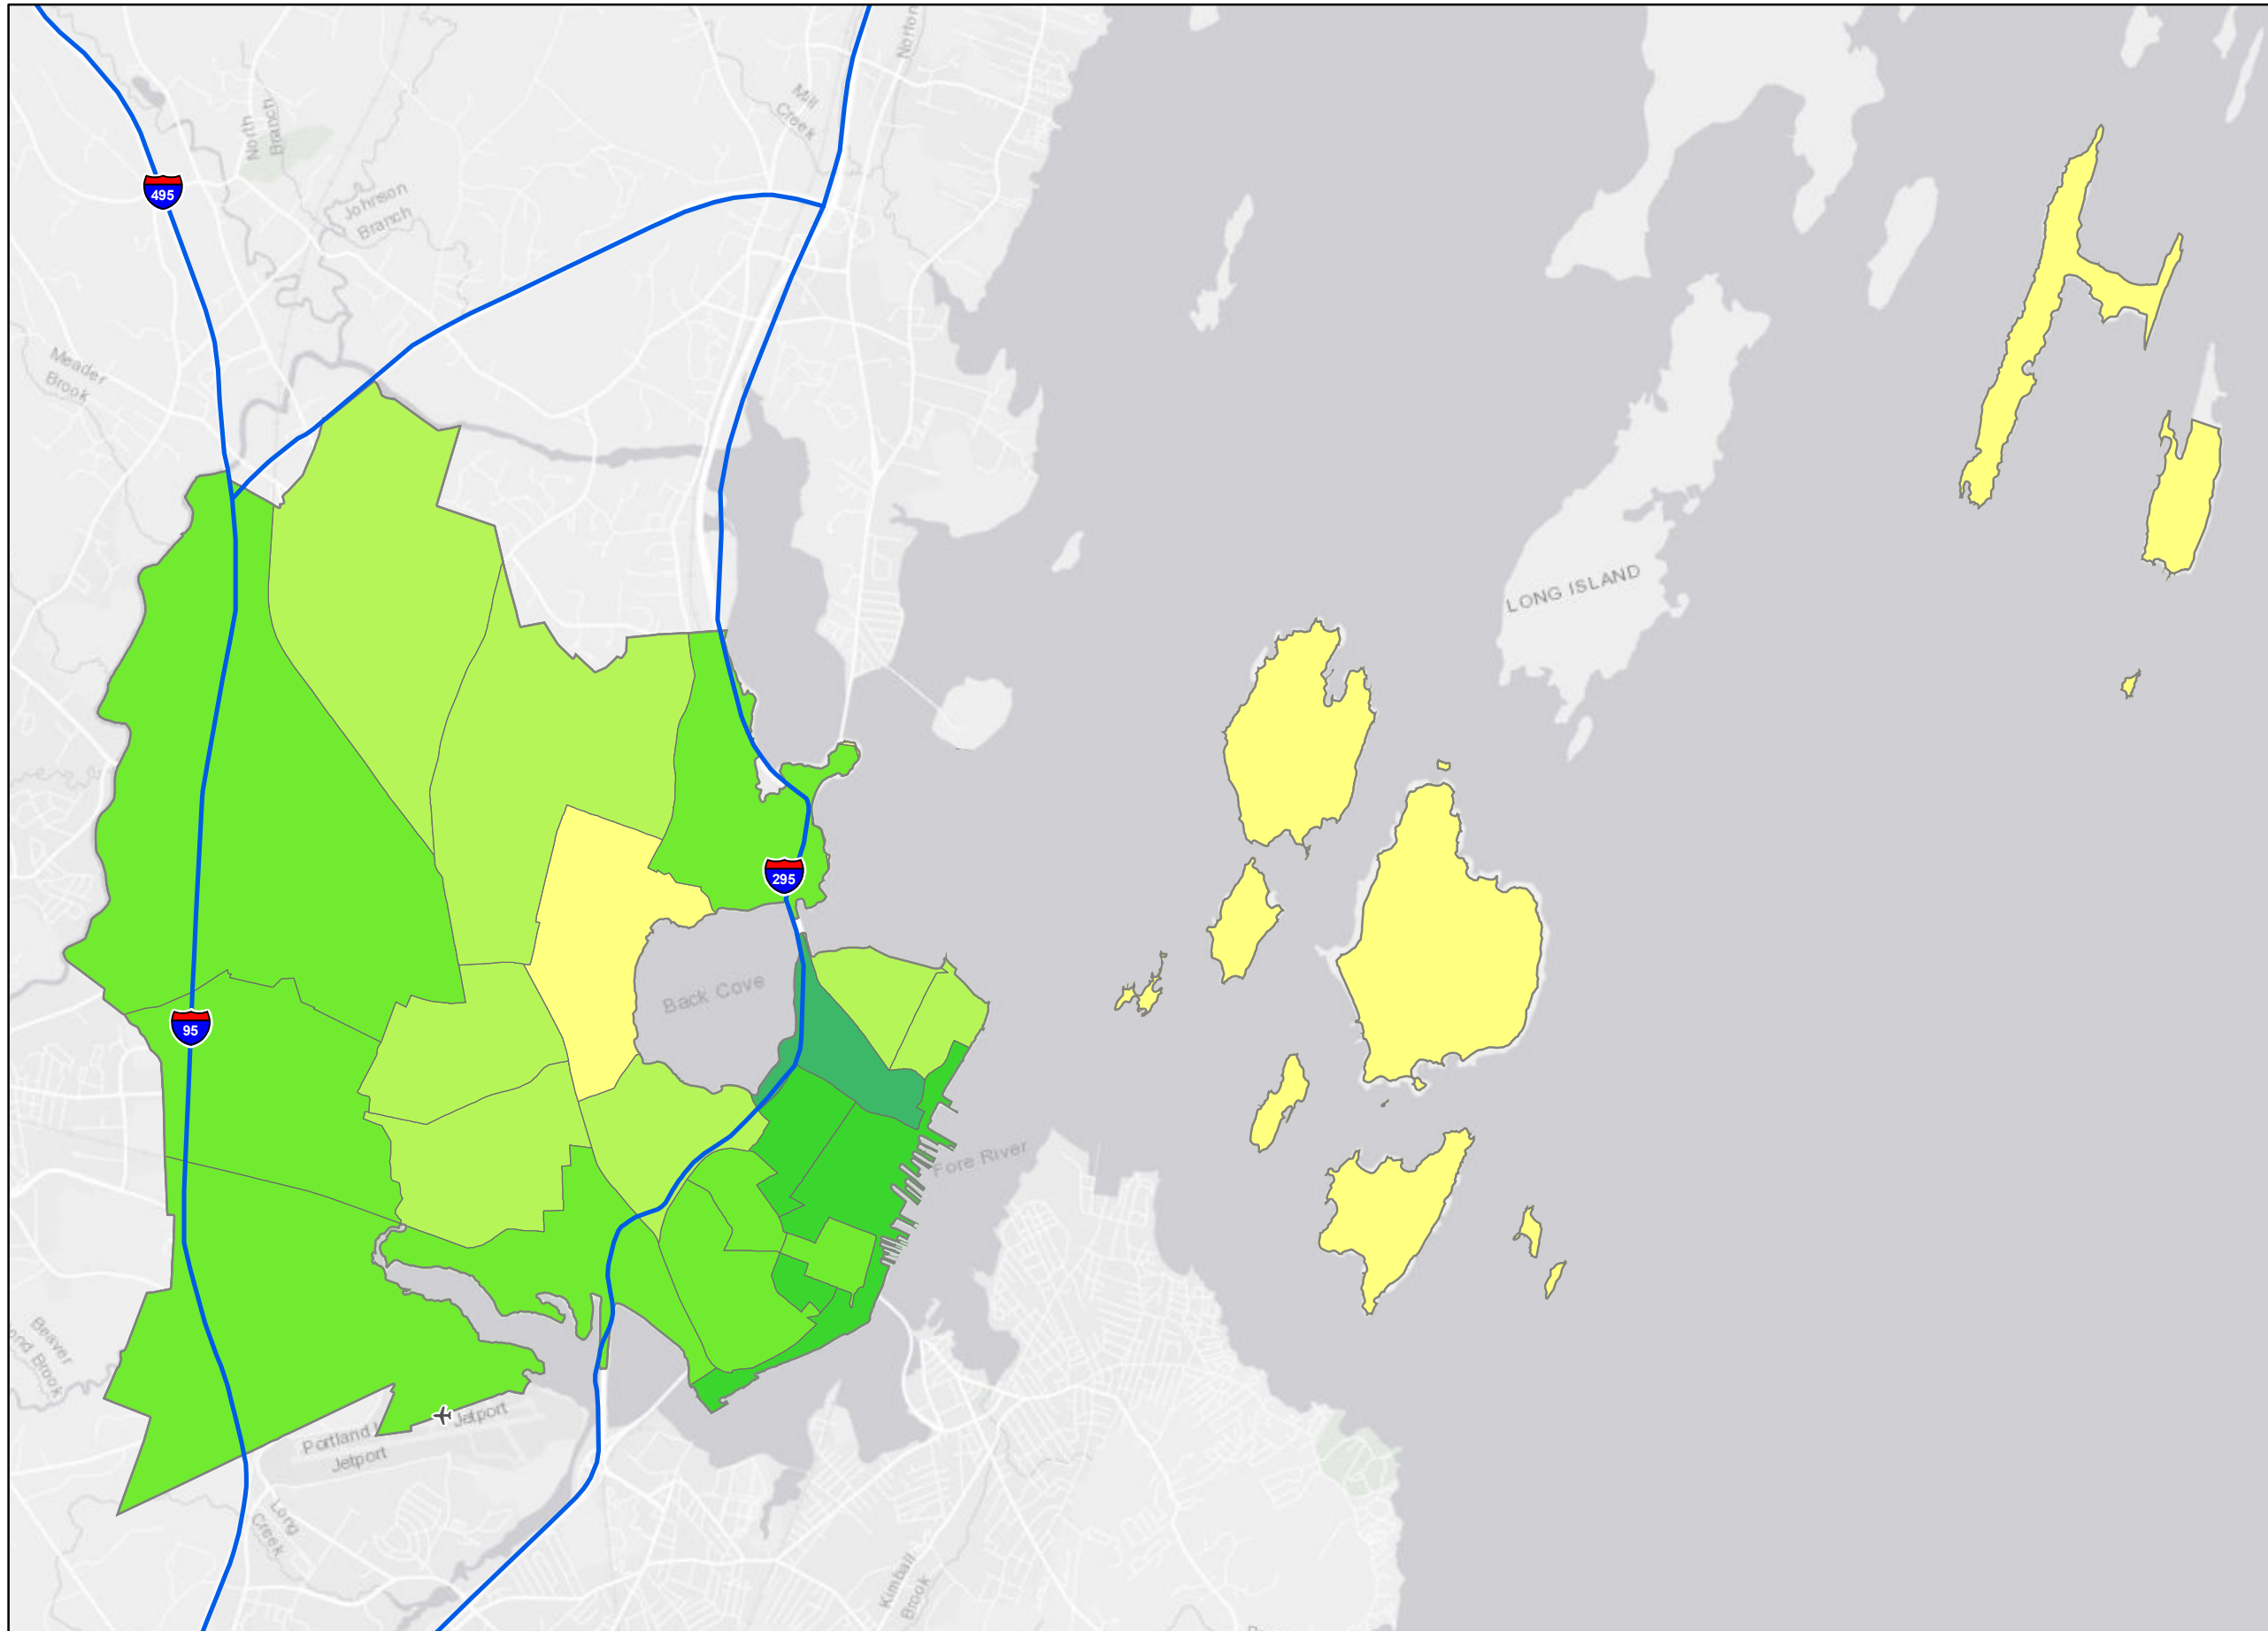 Norton
Mill
Creek
North
Branch
495
Johnson
Branch
Meader
Brook
LONG ISLAND
295
Back Cove
95
Fore River
Beaver
ond Brook
Jetport
Portland I
Jetport
Long
Creek
Kimball
Brook